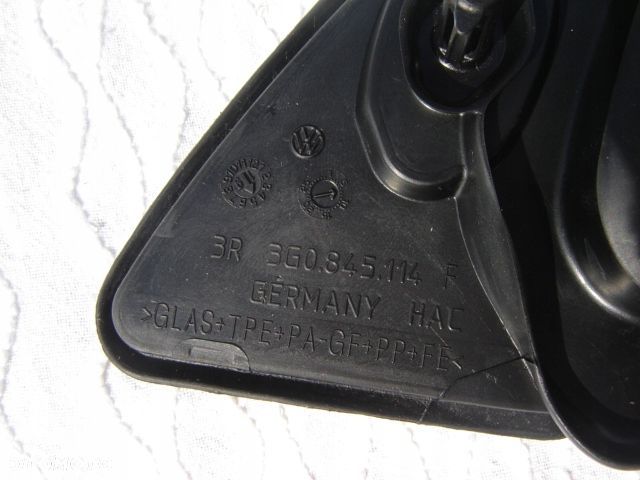 3R 3G0.845.114 F
GERMANY HAC
>GLAS+TPE+PA-GF+PP+FE<